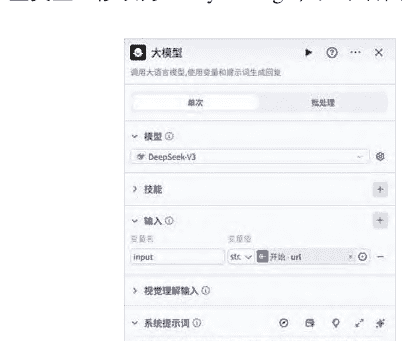 大模型
调用大语言模型,使用变量和提示词生成回复
单次 批处理
模型
DeepSeek-V3
技能
输入
变量名 变量值
input str. 开始 url
视觉理解输入
系统提示词